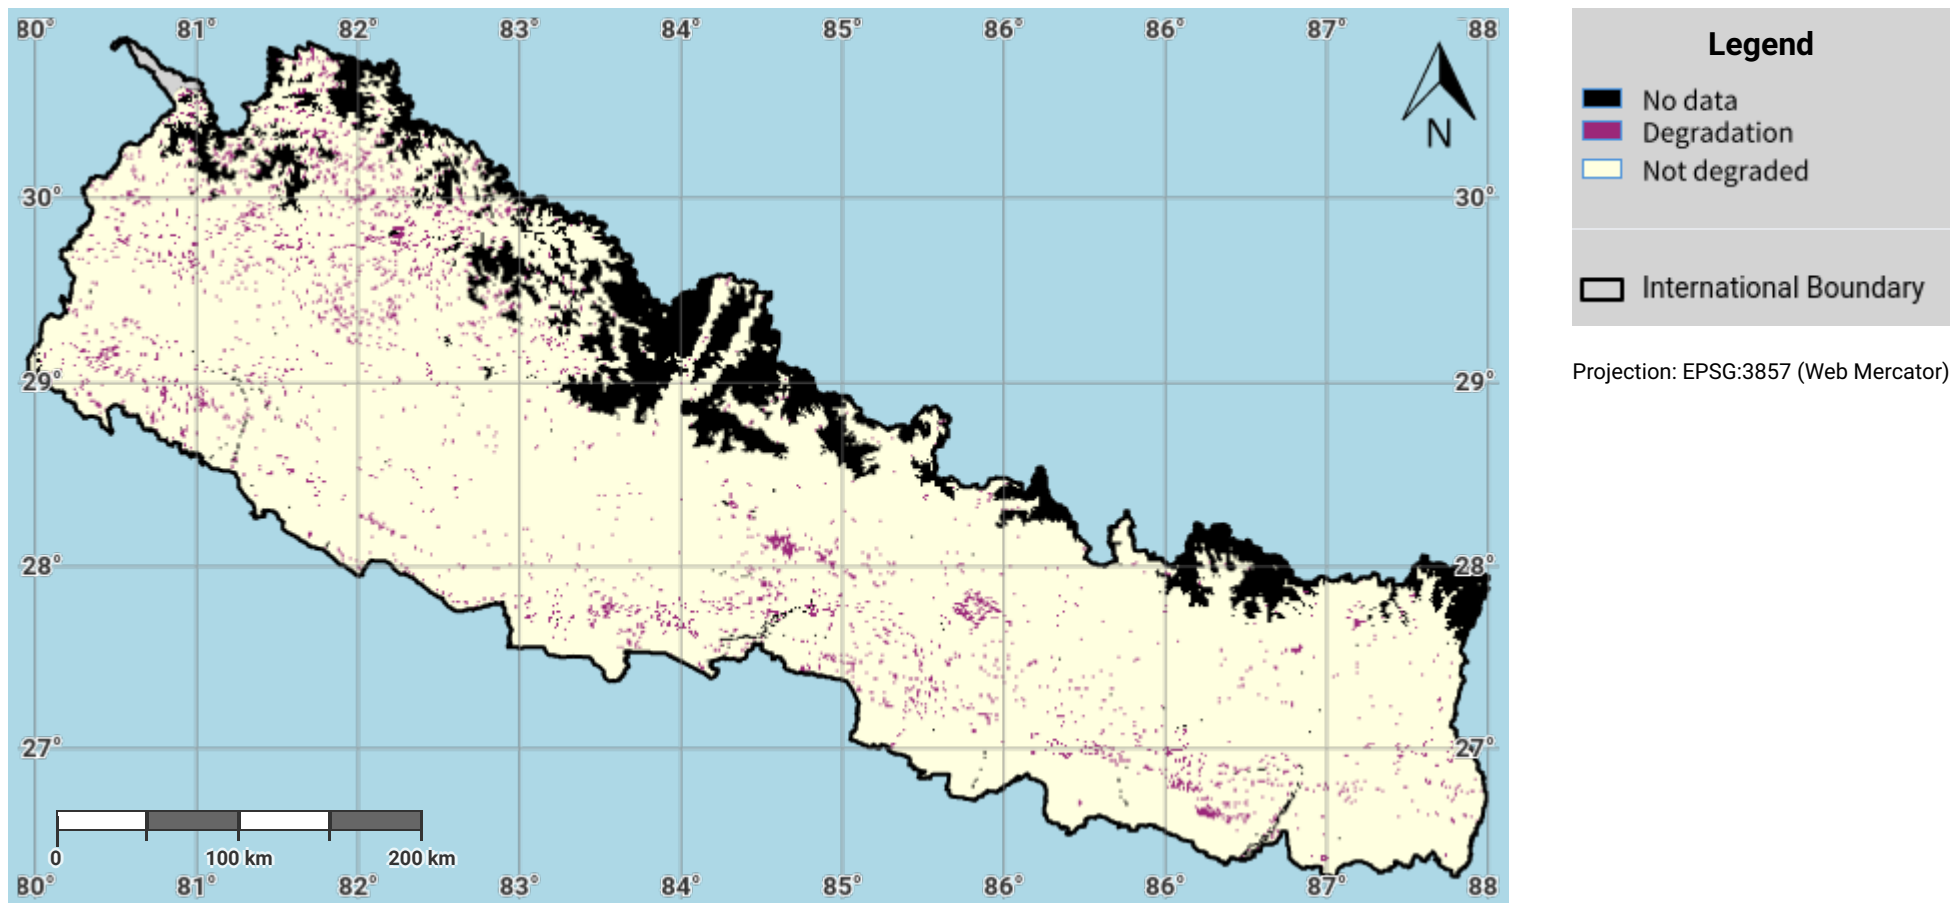 80° 81° 82° 83° 84° 85° 86° 86° 87° 88
N
30° 30°
29° 29°
28° 28°
27° 27°
0 100 km 200 km
80° 81° 82° 83° 84° 85° 86° 86° 87° 88
Legend
No data
Degradation
Not degraded
International Boundary
Projection: EPSG:3857 (Web Mercator)